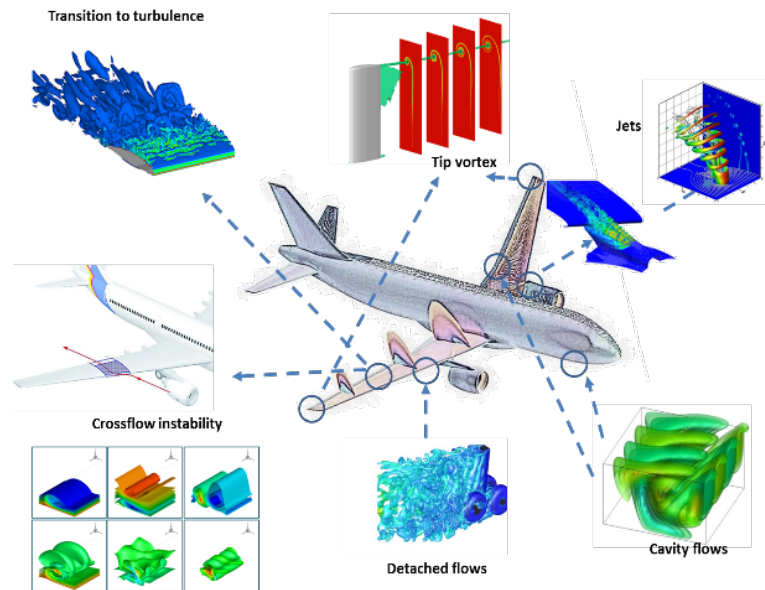 Transition to turbulence
Tip vortex
Jets
Crossflow instability
Detached flows
Cavity flows